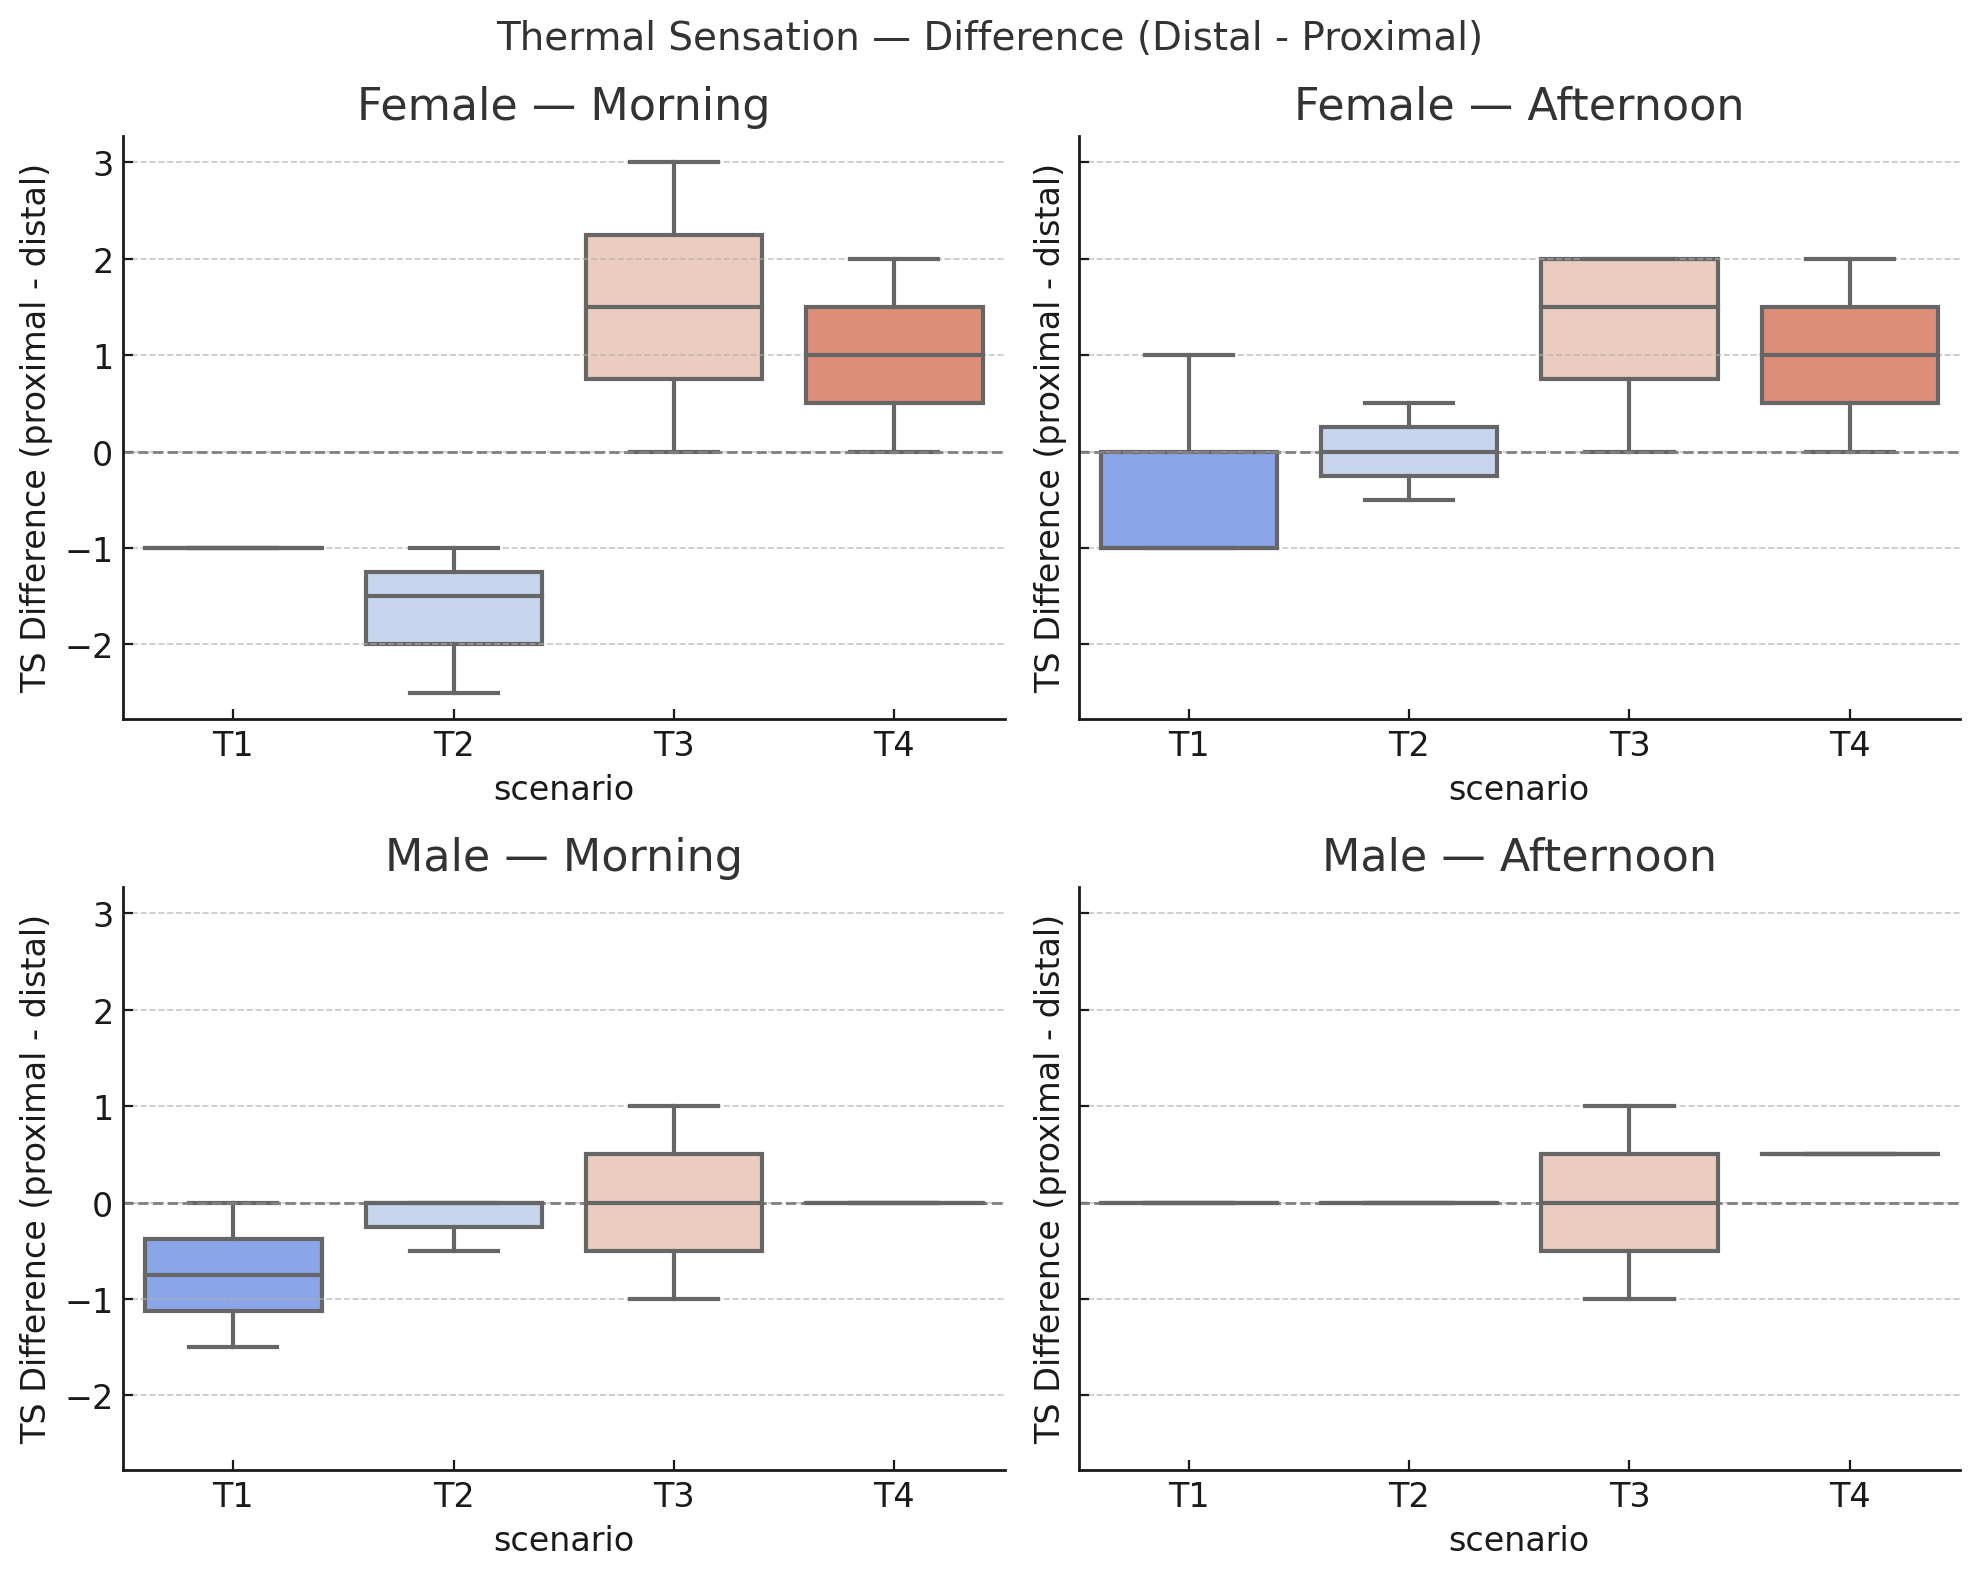 Thermal Sensation — Difference (Distal - Proximal)
Female — Morning
TS Difference (proximal - distal)
3
2
1
0
−1
−2
T1 T2 T3 T4
scenario
Female — Afternoon
TS Difference (proximal - distal)
T1 T2 T3 T4
scenario
Male — Morning
TS Difference (proximal - distal)
3
2
1
0
−1
−2
T1 T2 T3 T4
scenario
Male — Afternoon
TS Difference (proximal - distal)
T1 T2 T3 T4
scenario